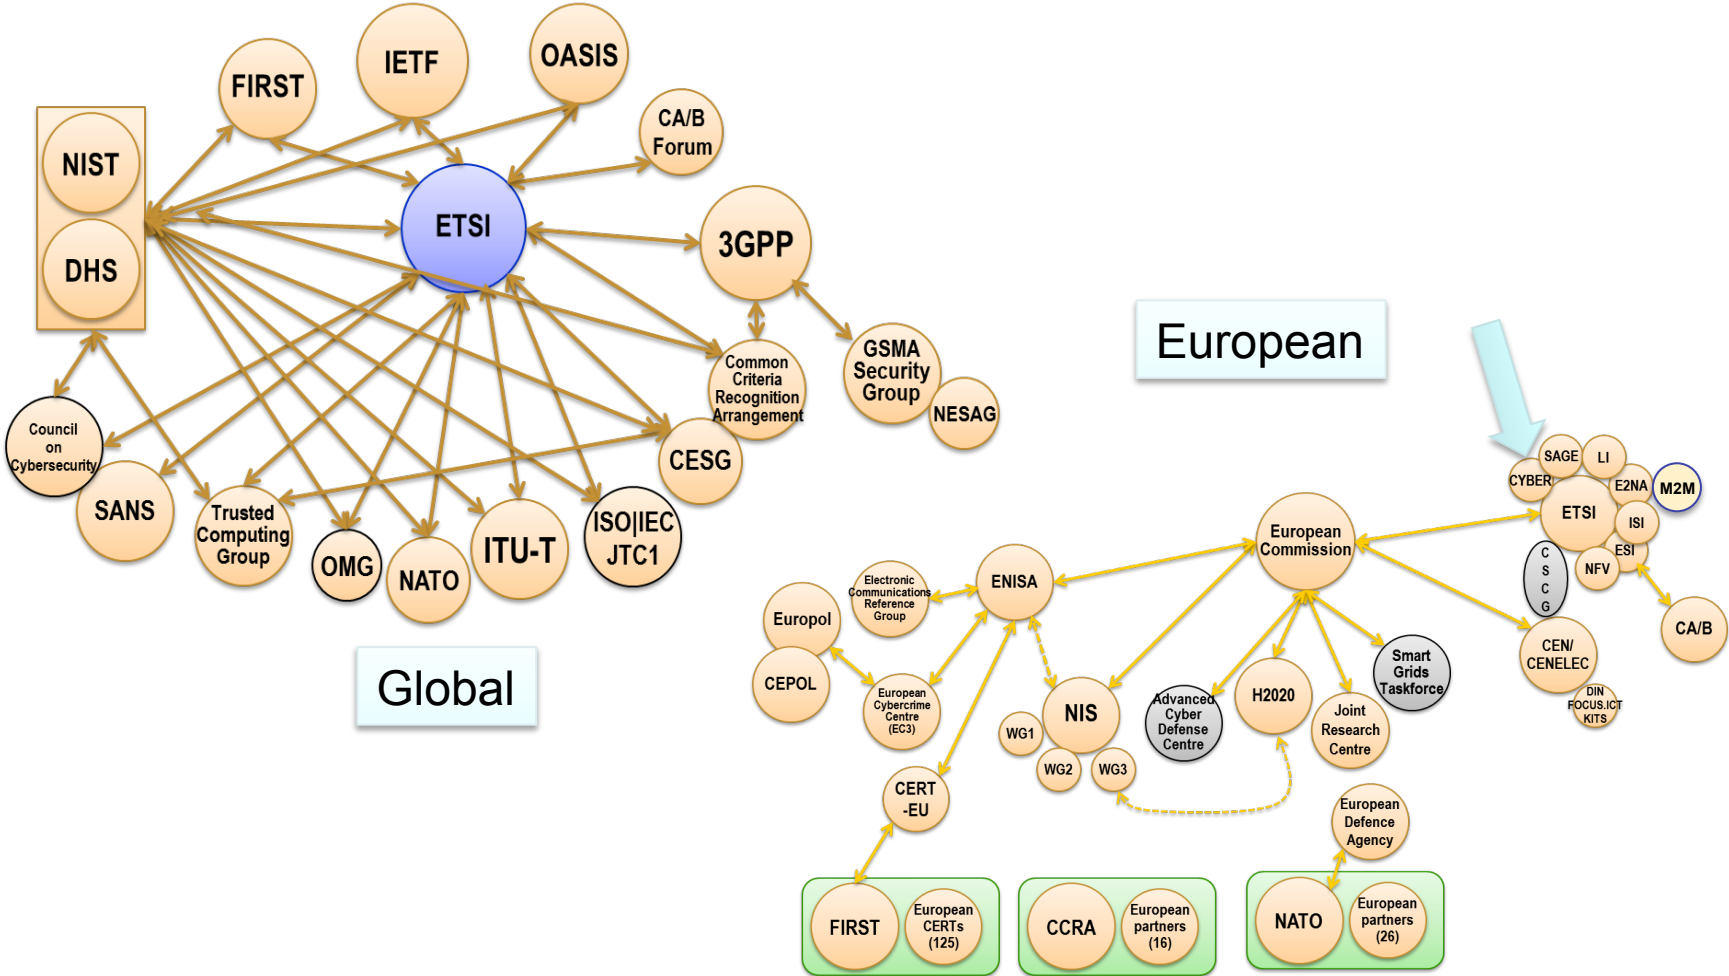 FIRST
IETF
OASIS
CA/B
Forum
NIST
DHS
ETSI
3GPP
Common
Criteria
Recognition
Arrangement
GSMA
Security
Group
NESAG
Council
on
Cybersecurity
SANS
Trusted
Computing
Group
OMG
NATO
ITU-T
ISO|IEC
JTC1
CESG
Global
European
SAGE
LI
CYBER
E2NA
M2M
ETSI
ISI
ESI
NFV
C
S
C
G
CA/B
CEN/
CENELEC
DIN
FOCUS.ICT
KITS
European
Commission
ENISA
Electronic
Communications
Reference
Group
Europol
CEPOL
European
Cybercrime
Centre
(EC3)
NIS
WG1
WG2
WG3
Advanced
Cyber
Defense
Centre
H2020
Joint
Research
Centre
Smart
Grids
Taskforce
CERT
-EU
European
Defence
Agency
FIRST
European
CERTs
(125)
CCRA
European
partners
(16)
NATO
European
partners
(26)